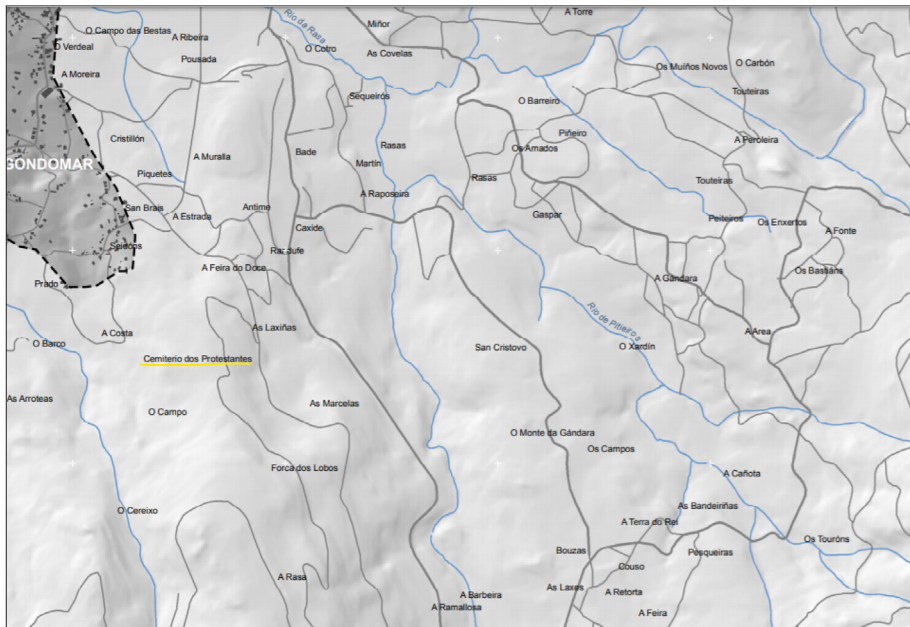 Miñor
A Torre
Río da Rasa
O Campo das Bestas
A Ribeira
O Verdeal
O Cotro
As Covelas
Pousada
O Carbón
Os Muíños Novos
A Moreira
Sequeirós
Touteiras
O Barreiro
Cristillón
Piñeiro
A Peroleira
Rasas
Os Amados
Bade
A Muralla
GONDOMAR
Martín
Piquetes
Rasas
Touteiras
A Raposeira
San Brais
Antime
A Estrada
Gaspar
Peiteiros
Os Enxertos
Caxide
A Fonte
Seidóns
A Feira do Doce
Os Bastiáns
A Gándara
Prado
Río de Pitieiros
As Laxiñas
A Costa
A Area
O Barco
San Cristovo
O Xardín
Cemiterio dos Protestantes
As Arroteas
As Marcelas
O Campo
O Monte da Gándara
Os Campos
Forca dos Lobos
A Cañota
O Cereixo
As Bandeiriñas
A Terra do Rei
Os Touróns
Bouzas
Pesqueiras
Couso
A Rasa
As Laxes
A Retorta
A Barbeira
A Ramallosa
A Feira